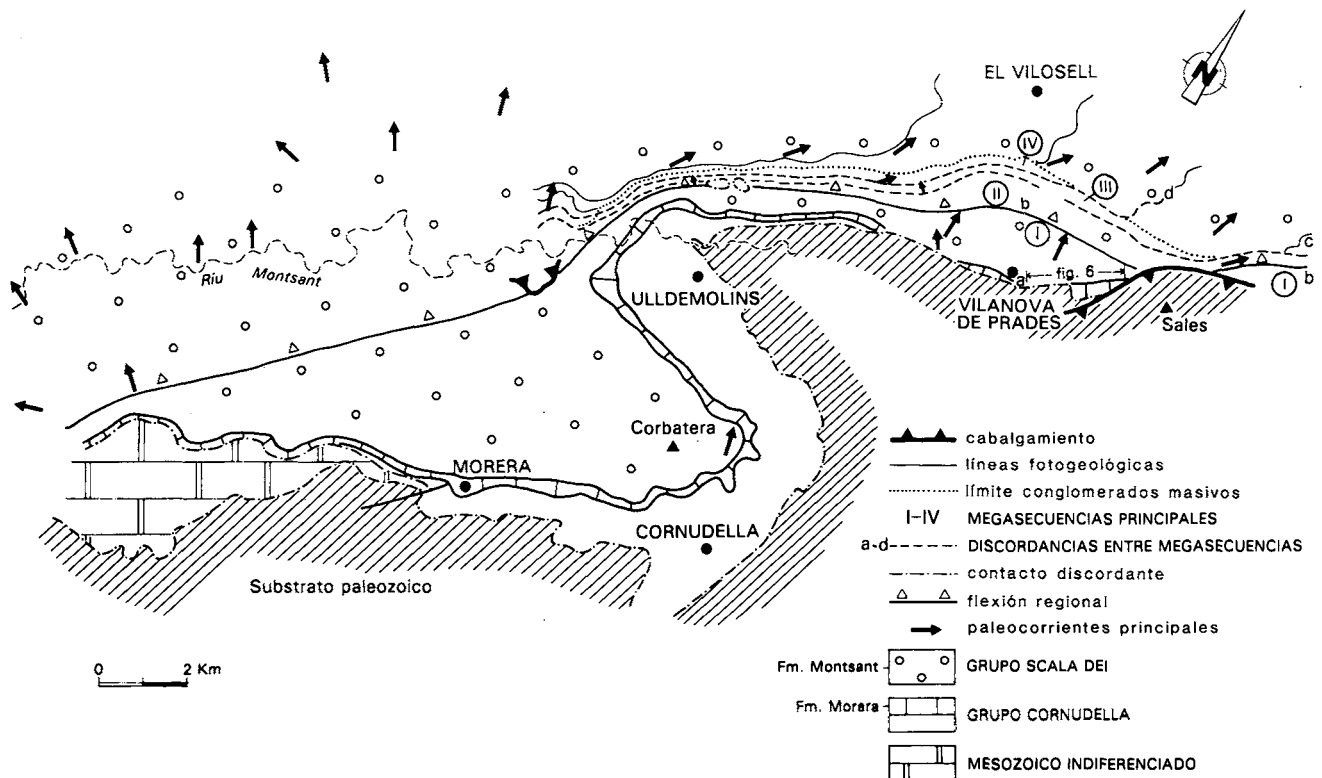 N
EL VILOSELL
IV
III
II
b
d
I
c
b
I
Riu Montsant
fig. 6
a
ULLDEMOLINS
VILANOVA
DE PRADES
Sales
Corbatera
MORERA
CORNUDELLA
Substrato paleozoico
0 2 Km
cabalgamiento
líneas fotogeológicas
límite conglomerados masivos
I-IV MEGASECUENCIAS PRINCIPALES
a-d DISCORDANCIAS ENTRE MEGASECUENCIAS
contacto discordante
flexión regional
paleocorrientes principales
Fm. Montsant GRUPO SCALA DEI
Fm. Morera GRUPO CORNUDELLA
MESOZOICO INDIFERENCIADO